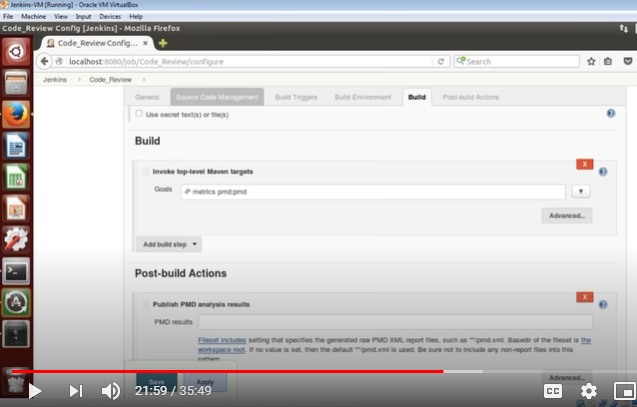 Jenkins-VM [Running] - Oracle VM VirtualBox
File Machine View Input Devices Help
Code_Review Config [Jenkins] - Mozilla Firefox
Code_Review Config...
localhost:8080/job/Code_Review/configure
Search
Jenkins Code_Review
General Source Code Management Build Triggers Build Environment Build Post-build Actions
Use secret text(s) or file(s)
Build
X
Invoke top-level Maven targets
Goals -P metrics pmd:pmd
Advanced...
Add build step
Post-build Actions
X
Publish PMD analysis results
PMD results
Fileset includes setting that specifies the generated raw PMD XML report files, such as **/pmd.xml. Basedir of the fileset is the
workspace root. If no value is set, then the default **/pmd.xml is used. Be sure not to include any non-report files into this
pattern.
Advanced...
Save Apply
21:59 / 35:49
CC